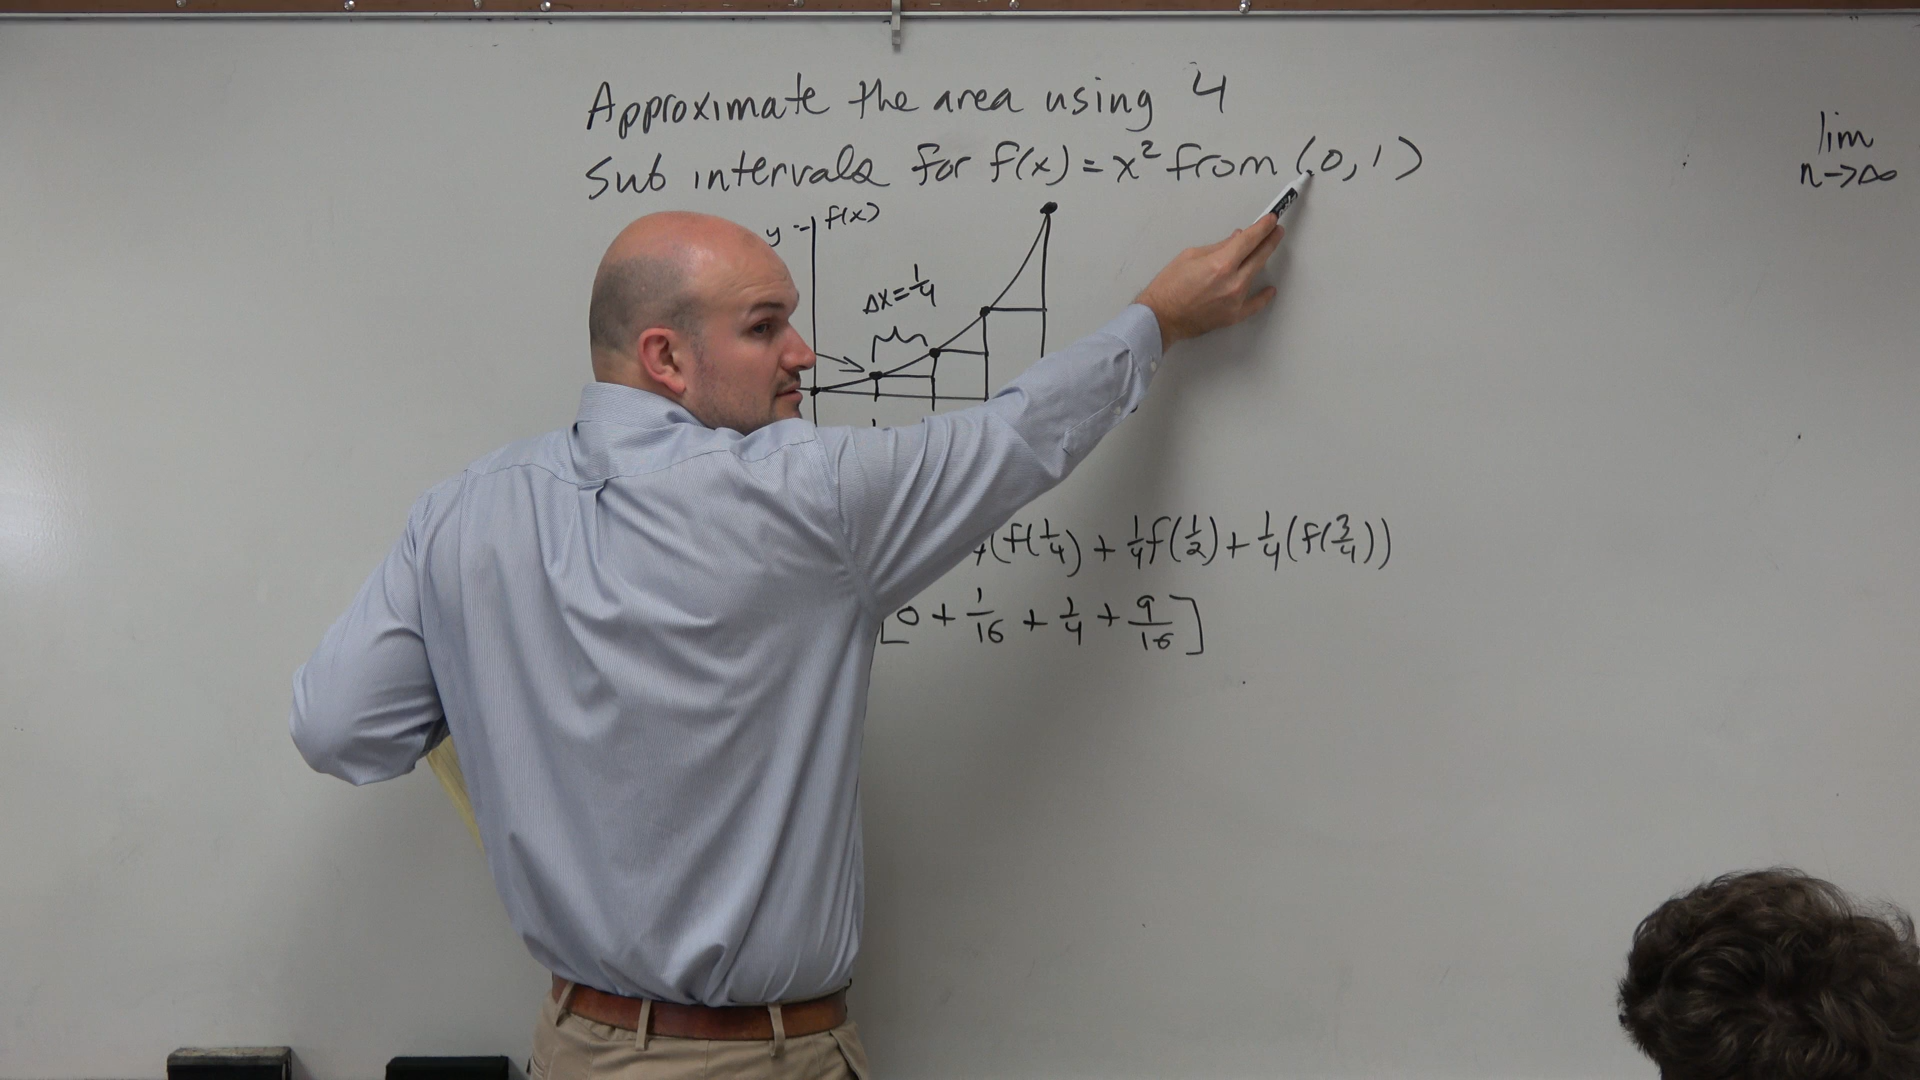 Approximate the area using 4
Sub intervals for f(x) = x² from (0, 1)
lim
n->∞
y = f(x)
Δx = 1/4
(f(1/4) + 1/4 f(1/2) + 1/4 (f(3/4))
[0 + 1/16 + 1/4 + 9/16]